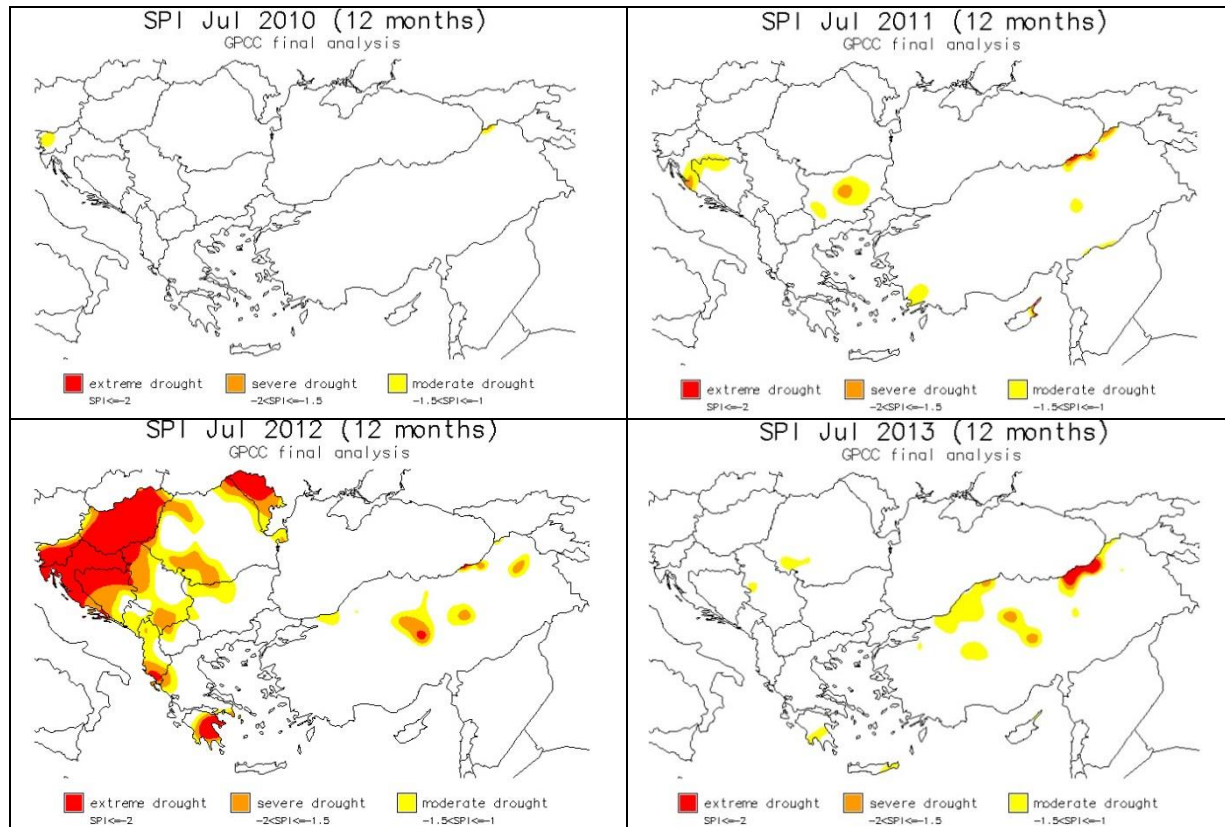 SPI Jul 2010 (12 months)
GPCC final analysis
extreme drought severe drought moderate drought
SPI<=-2 -2<SPI<=-1.5 -1.5<SPI<=-1
SPI Jul 2011 (12 months)
GPCC final analysis
extreme drought severe drought moderate drought
SPI<=-2 -2<SPI<=-1.5 -1.5<SPI<=-1
SPI Jul 2012 (12 months)
GPCC final analysis
extreme drought severe drought moderate drought
SPI<=-2 -2<SPI<=-1.5 -1.5<SPI<=-1
SPI Jul 2013 (12 months)
GPCC final analysis
extreme drought severe drought moderate drought
SPI<=-2 -2<SPI<=-1.5 -1.5<SPI<=-1